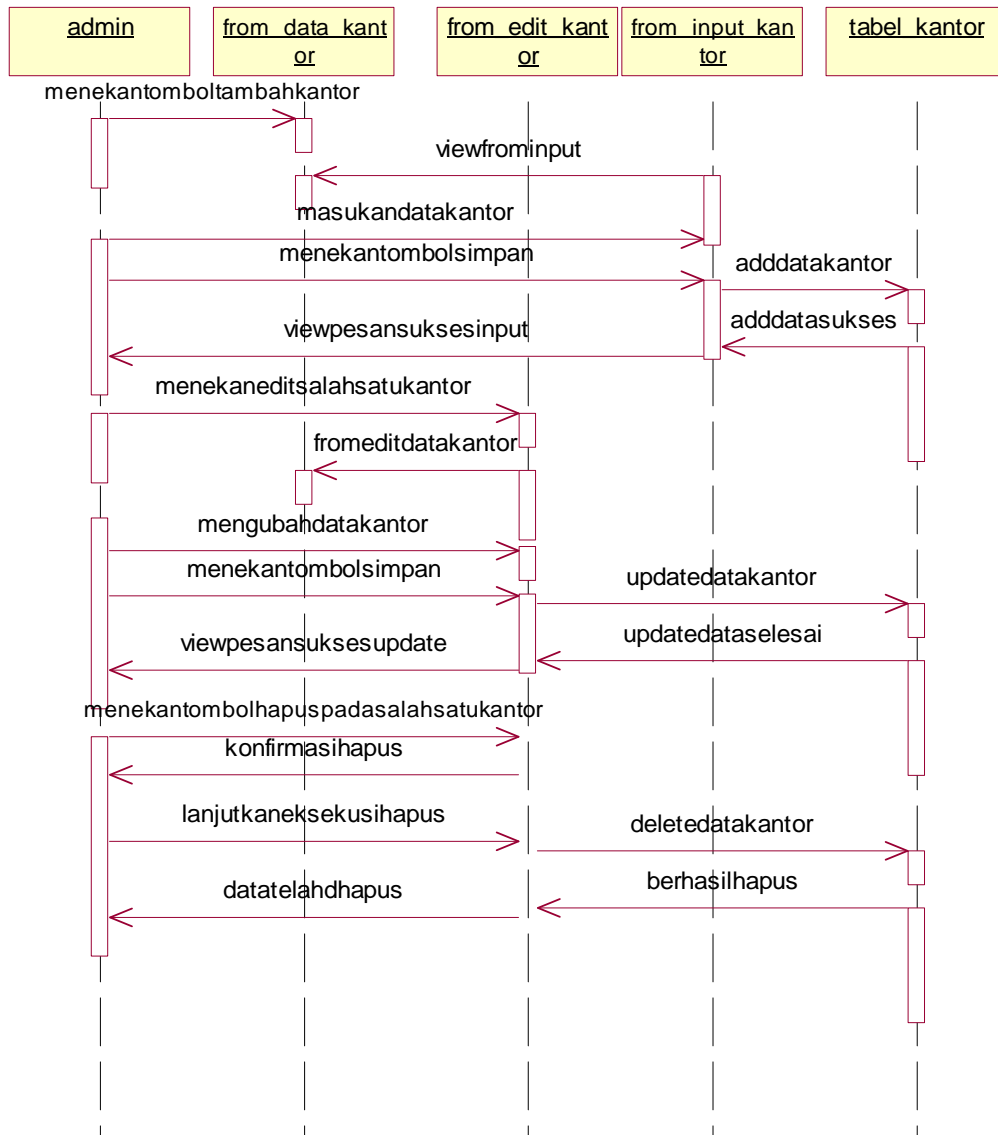 admin
from_data_kant
or
from_edit_kant
or
from_input_kan
tor
tabel_kantor
menekantomboltambahkantor
viewfrominput
masukandatakantor
menekantombolsimpan
adddatakantor
adddatasukses
viewpesansuksesinput
menekaneditsalahsatukantor
fromeditdatakantor
mengubahdatakantor
menekantombolsimpan
updatedatakantor
updatedataselesai
viewpesansuksesupdate
menekantombolhapuspadasalahsatukantor
konfirmasihapus
lanjutkaneksekusihapus
deletedatakantor
berhasilhapus
datatelahdhapus